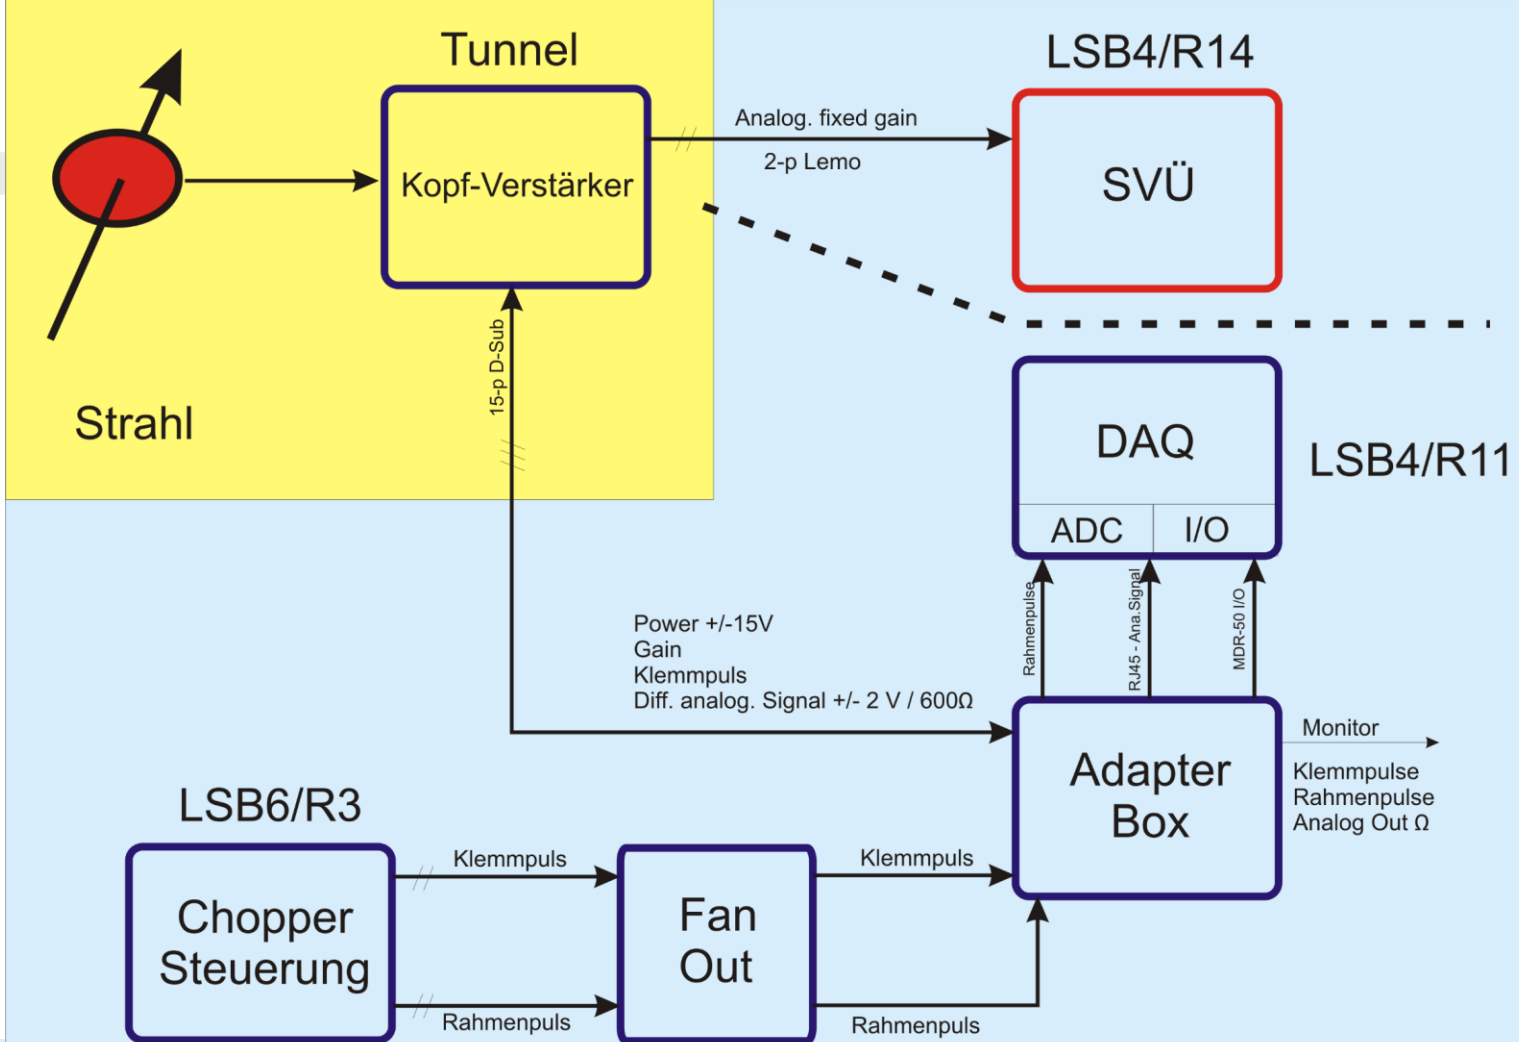 Tunnel
LSB4/R14
Kopf-Verstärker
Analog. fixed gain
2-p Lemo
SVÜ
Strahl
15-p D-Sub
DAQ
ADC
I/O
LSB4/R11
Rahmenpulse
RJ45 - Ana.Signal
MDR-50 I/O
Power +/-15V
Gain
Klemmpuls
Diff. analog. Signal +/- 2 V / 600Ω
Adapter
Box
Monitor
Klemmpulse
Rahmenpulse
Analog Out Ω
LSB6/R3
Chopper
Steuerung
Klemmpuls
Rahmenpuls
Fan
Out
Klemmpuls
Rahmenpuls